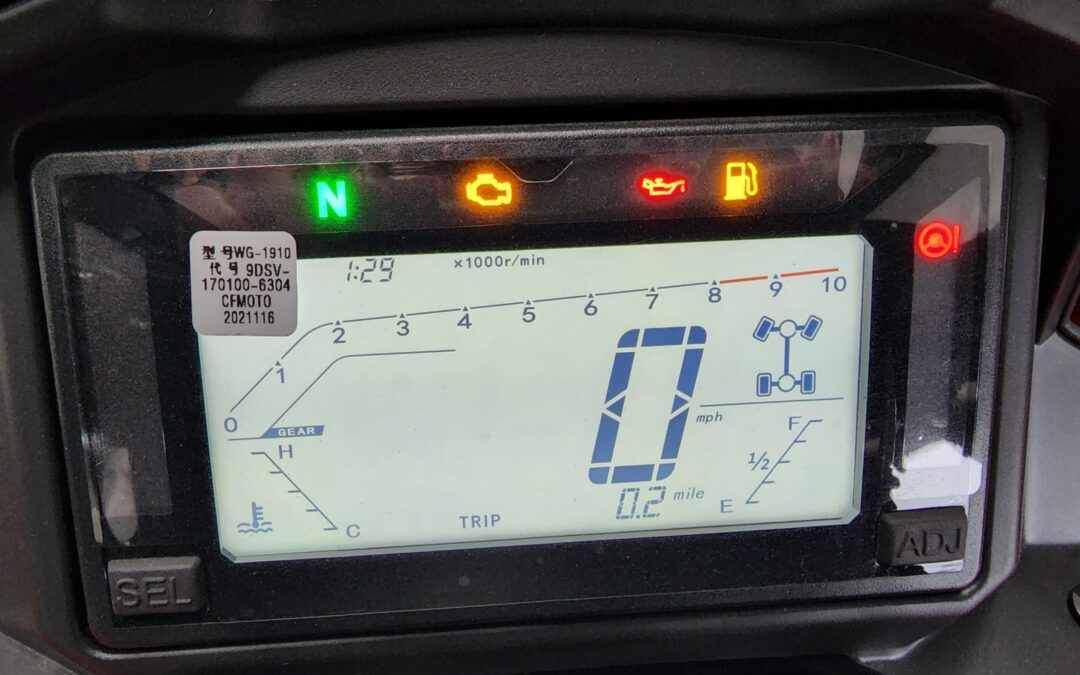 N
型 号WG-1910
代 号 9DSV-
170100-6304
CFMOTO
2021116
1:29
×1000r/min
0 1 2 3 4 5 6 7 8 9 10
GEAR
0
mph
H
C
F
1/2
E
TRIP
0.2 mile
SEL
ADJ